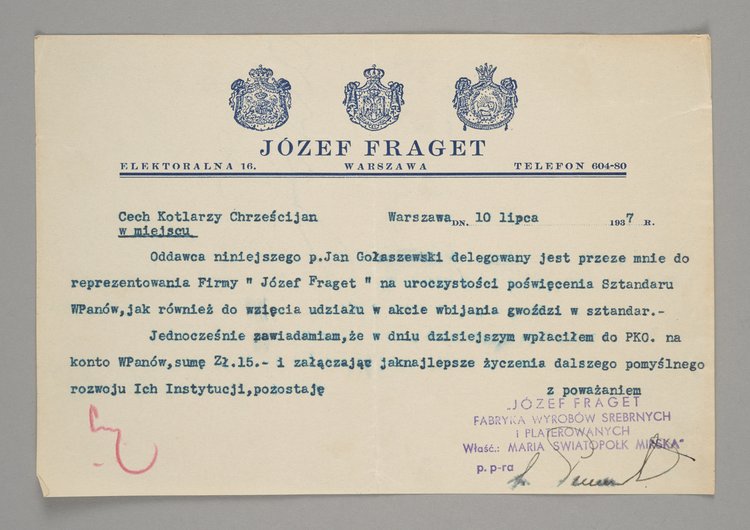 JÓZEF FRAGET
ELEKTORALNA 16. WARSZAWA TELEFON 604-80
Cech Kotlarzy Chrześcijan Warszawa DN. 10 lipca 1937 R.
w miejscu
Oddawca niniejszego p.Jan Gołaszewski delegowany jest przeze mnie do
reprezentowania Firmy " Józef Fraget " na uroczystości poświęcenia Sztandaru
WPanów,jak również do wzięcia udziału w akcie wbijania gwoździ w sztandar.-
Jednocześnie zawiadamiam,że w dniu dzisiejszym wpłaciłem do PKO. na
konto WPanów,sumę Zł.15.- i załączając jaknajlepsze życzenia dalszego pomyślnego
rozwoju Ich Instytucji,pozostaję z poważaniem
„JÓZEF FRAGET
FABRYKA WYROBÓW SREBRNYCH
i PLATEROWANYCH
Właść.: MARIA ŚWIATOPOŁK MIRSKA"
p. p-ra